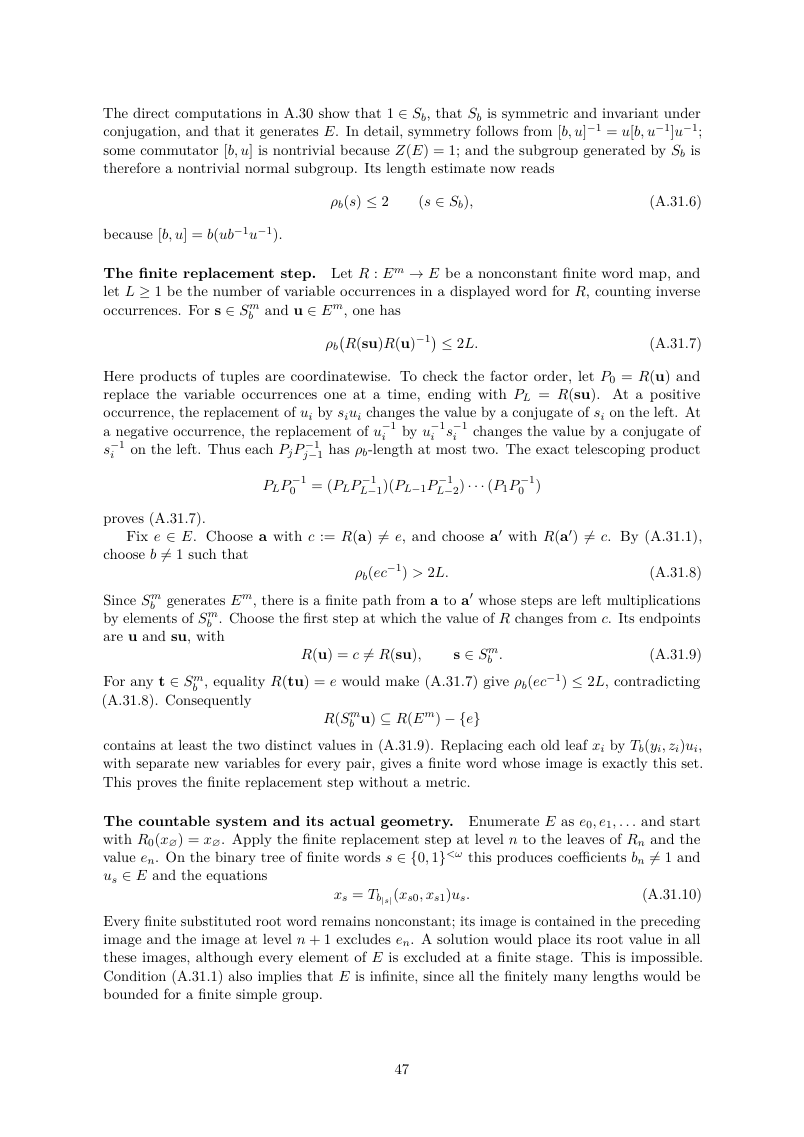 The direct computations in A.30 show that 1 ∈ S_b, that S_b is symmetric and invariant under
conjugation, and that it generates E. In detail, symmetry follows from [b, u]^{−1} = u[b, u^{−1}]u^{−1};
some commutator [b, u] is nontrivial because Z(E) = 1; and the subgroup generated by S_b is
therefore a nontrivial normal subgroup. Its length estimate now reads
ρ_b(s) ≤ 2 (s ∈ S_b), (A.31.6)
because [b, u] = b(ub^{−1}u^{−1}).
The finite replacement step. Let R : E^m → E be a nonconstant finite word map, and
let L ≥ 1 be the number of variable occurrences in a displayed word for R, counting inverse
occurrences. For s ∈ S_b^m and u ∈ E^m, one has
ρ_b(R(su)R(u)^{−1}) ≤ 2L. (A.31.7)
Here products of tuples are coordinatewise. To check the factor order, let P_0 = R(u) and
replace the variable occurrences one at a time, ending with P_L = R(su). At a positive
occurrence, the replacement of u_i by s_iu_i changes the value by a conjugate of s_i on the left. At
a negative occurrence, the replacement of u_i^{−1} by u_i^{−1}s_i^{−1} changes the value by a conjugate of
s_i^{−1} on the left. Thus each P_jP_{j−1}^{−1} has ρ_b-length at most two. The exact telescoping product
P_LP_0^{−1} = (P_LP_{L−1}^{−1})(P_{L−1}P_{L−2}^{−1}) · · · (P_1P_0^{−1})
proves (A.31.7).
Fix e ∈ E. Choose a with c := R(a) ≠ e, and choose a′ with R(a′) ≠ c. By (A.31.1),
choose b ≠ 1 such that
ρ_b(ec^{−1}) > 2L. (A.31.8)
Since S_b^m generates E^m, there is a finite path from a to a′ whose steps are left multiplications
by elements of S_b^m. Choose the first step at which the value of R changes from c. Its endpoints
are u and su, with
R(u) = c ≠ R(su), s ∈ S_b^m. (A.31.9)
For any t ∈ S_b^m, equality R(tu) = e would make (A.31.7) give ρ_b(ec^{−1}) ≤ 2L, contradicting
(A.31.8). Consequently
R(S_b^mu) ⊆ R(E^m) − {e}
contains at least the two distinct values in (A.31.9). Replacing each old leaf x_i by T_b(y_i, z_i)u_i,
with separate new variables for every pair, gives a finite word whose image is exactly this set.
This proves the finite replacement step without a metric.
The countable system and its actual geometry. Enumerate E as e_0, e_1, . . . and start
with R_0(x_∅) = x_∅. Apply the finite replacement step at level n to the leaves of R_n and the
value e_n. On the binary tree of finite words s ∈ {0, 1}^{<ω} this produces coefficients b_n ≠ 1 and
u_s ∈ E and the equations
x_s = T_{b_{|s|}}(x_{s0}, x_{s1})u_s. (A.31.10)
Every finite substituted root word remains nonconstant; its image is contained in the preceding
image and the image at level n + 1 excludes e_n. A solution would place its root value in all
these images, although every element of E is excluded at a finite stage. This is impossible.
Condition (A.31.1) also implies that E is infinite, since all the finitely many lengths would be
bounded for a finite simple group.
47